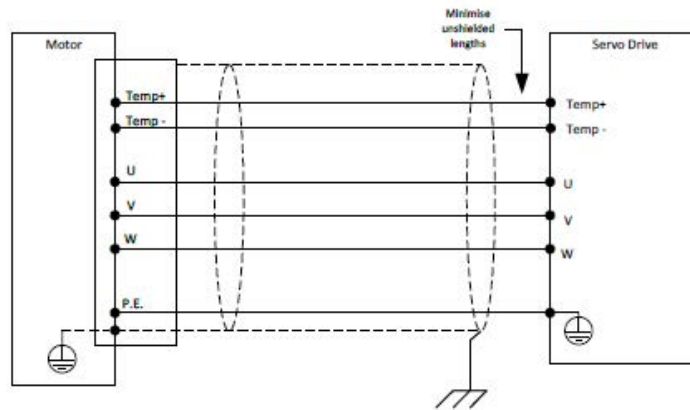 Minimise
unshielded
lengths
Motor
Servo Drive
Temp+
Temp+
Temp -
Temp -
U
U
V
V
W
W
P.E.